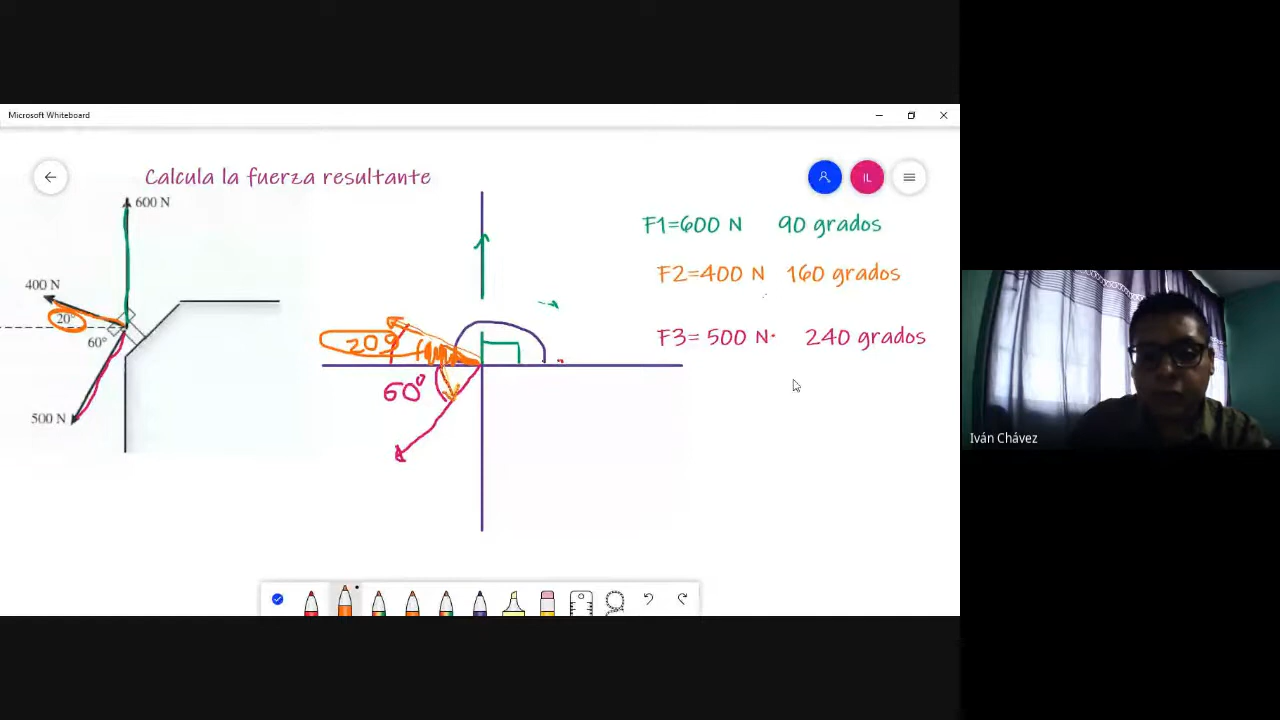 Microsoft Whiteboard
Calcula la fuerza resultante
IL
600 N
400 N
20°
60°
500 N
20°
60°
F1=600 N 90 grados
F2=400 N 160 grados
F3= 500 N 240 grados
Iván Chávez